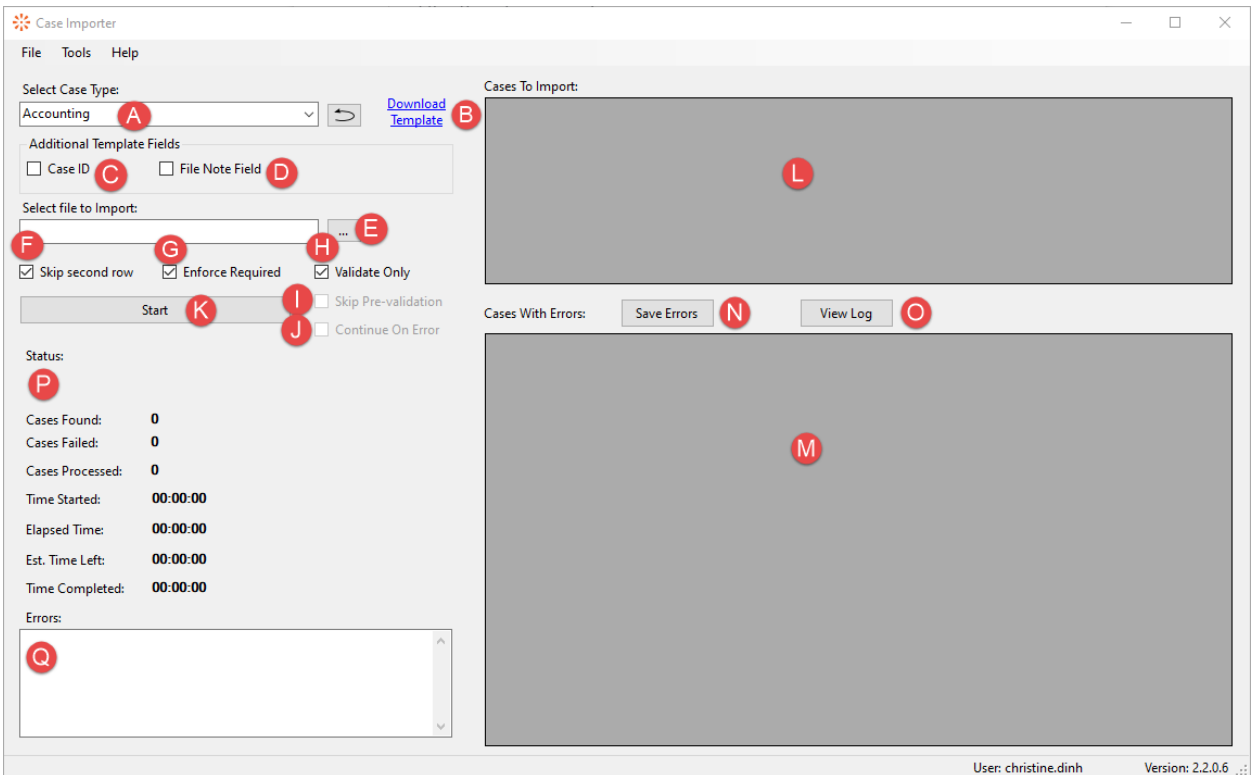 Case Importer
File Tools Help
Select Case Type:
Accounting A
Download
Template B
Additional Template Fields
Case ID C File Note Field D
Select file to Import:
... E
F G H
Skip second row Enforce Required Validate Only
Start K I Skip Pre-validation
J Continue On Error
Status:
P
Cases Found: 0
Cases Failed: 0
Cases Processed: 0
Time Started: 00:00:00
Elapsed Time: 00:00:00
Est. Time Left: 00:00:00
Time Completed: 00:00:00
Errors:
Q
Cases To Import:
L
Cases With Errors: Save Errors N View Log O
M
User: christine.dinh Version: 2.2.0.6